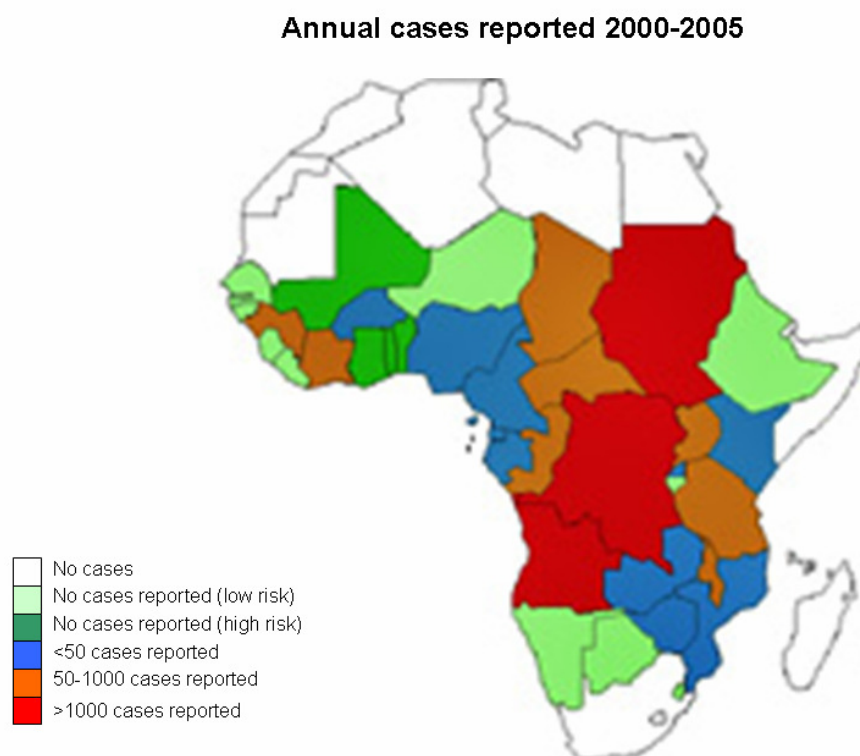 Annual cases reported 2000-2005
No cases
No cases reported (low risk)
No cases reported (high risk)
<50 cases reported
50-1000 cases reported
>1000 cases reported